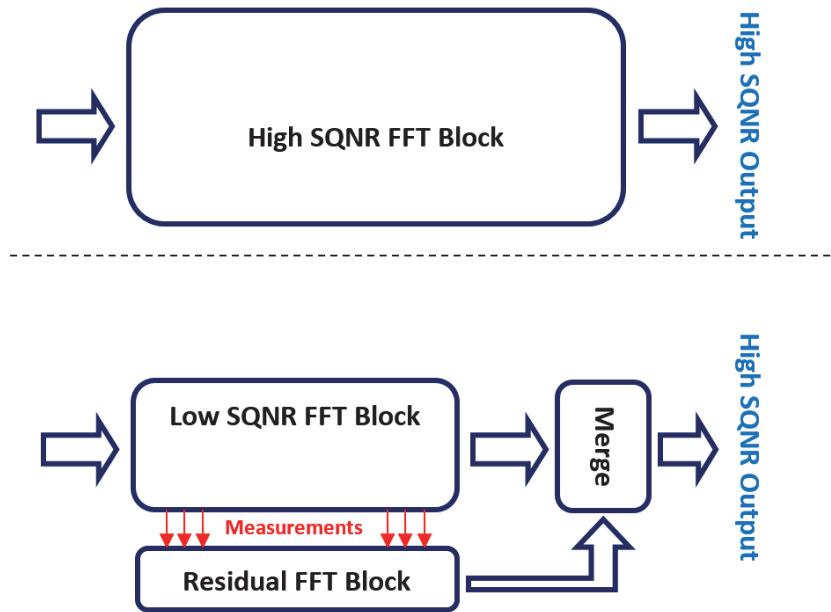 High SQNR FFT Block
High SQNR Output
Low SQNR FFT Block
Merge
High SQNR Output
Measurements
Residual FFT Block